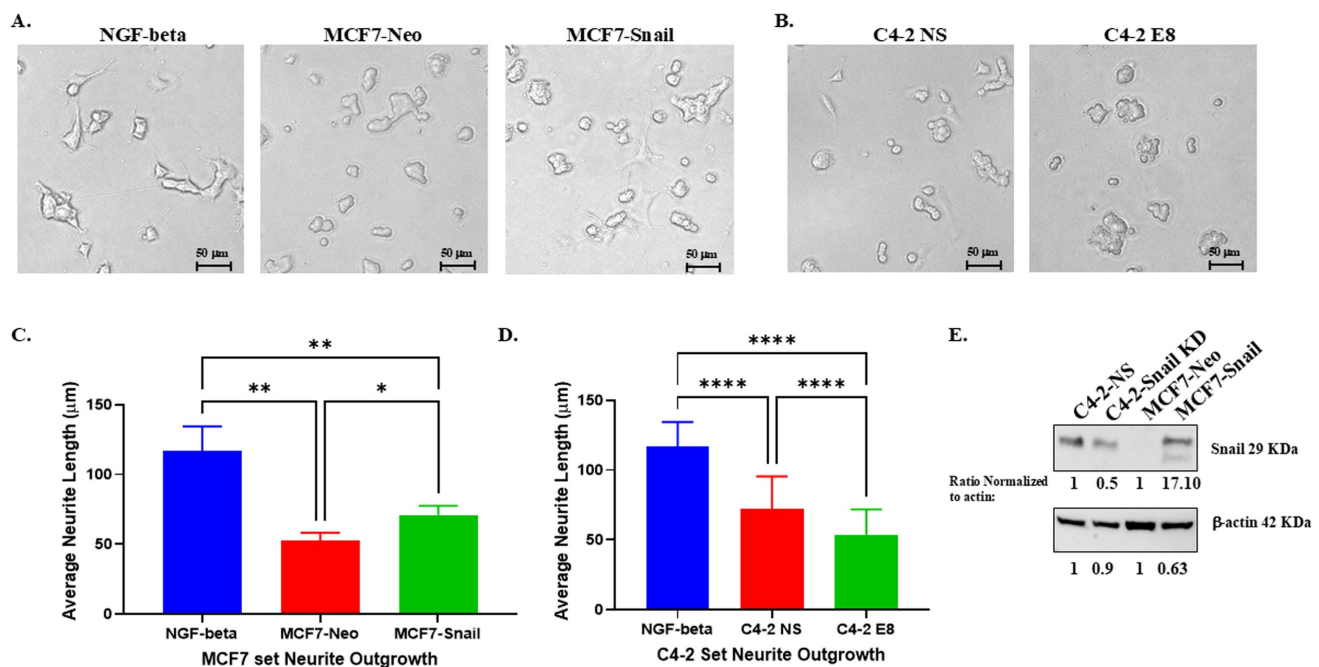 A.
B.
NGF-beta
MCF7-Neo
MCF7-Snail
C4-2 NS
C4-2 E8
50 μm
50 μm
50 μm
50 μm
50 μm
C.
**
**
*
Average Neurite Length (μm)
150
100
50
0
NGF-beta
MCF7-Neo
MCF7-Snail
MCF7 set Neurite Outgrowth
D.
****
****
****
Average Neurite Length (μm)
150
100
50
0
NGF-beta
C4-2 NS
C4-2 E8
C4-2 Set Neurite Outgrowth
E.
C4-2-NS
C4-2-Snail KD
MCF7-Neo
MCF7-Snail
Snail 29 KDa
Ratio Normalized
to actin:
1 0.5 1 17.10
β-actin 42 KDa
1 0.9 1 0.63